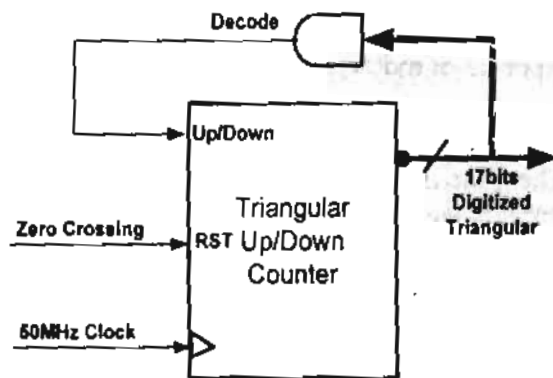 Decode
Up/Down
Zero Crossing
RST
Triangular
Up/Down
Counter
50MHz Clock
17bits
Digitized
Triangular